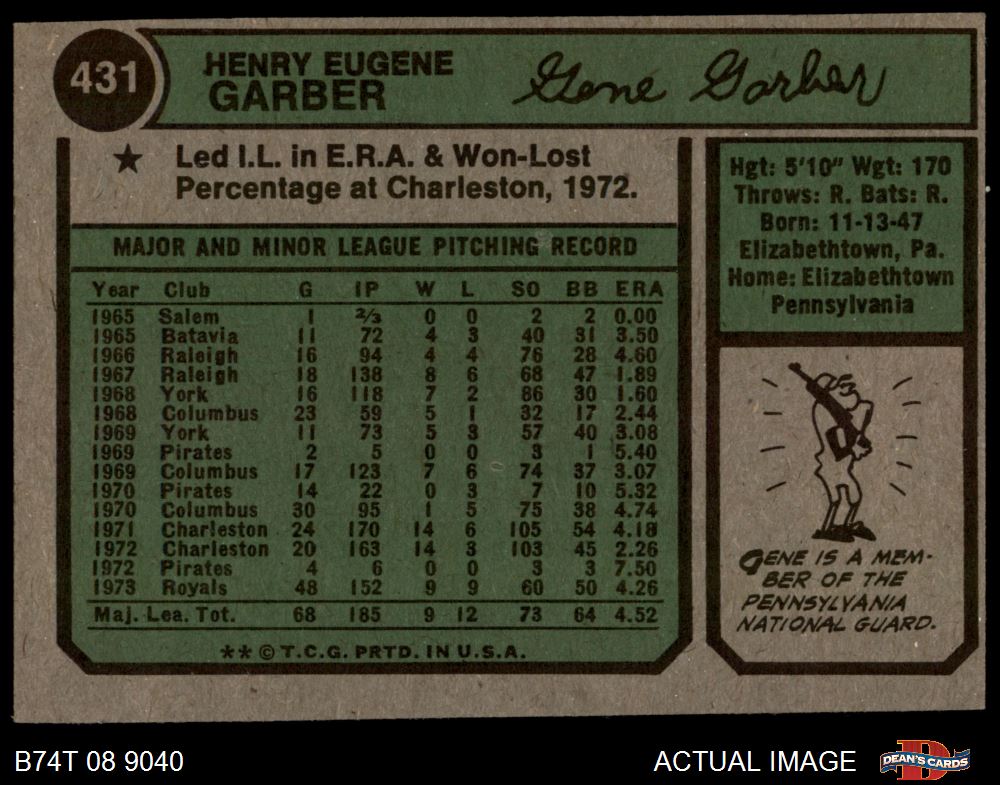 431
HENRY EUGENE
GARBER
Gene Garber
★ Led I.L. in E.R.A. & Won-Lost
Percentage at Charleston, 1972.
MAJOR AND MINOR LEAGUE PITCHING RECORD
Year Club G IP W L SO BB ERA
1965 Salem 1 2/3 0 0 2 2 0.00
1965 Batavia 11 72 4 3 40 31 3.50
1966 Raleigh 16 94 4 4 76 28 4.60
1967 Raleigh 18 138 8 6 68 47 1.89
1968 York 16 118 7 2 86 30 1.60
1968 Columbus 23 59 5 1 32 17 2.44
1969 York 11 73 5 3 57 40 3.08
1969 Pirates 2 5 0 0 3 1 5.40
1969 Columbus 17 123 7 6 74 37 3.07
1970 Pirates 14 22 0 3 7 10 5.32
1970 Columbus 30 95 1 5 75 38 4.74
1971 Charleston 24 170 14 6 105 54 4.18
1972 Charleston 20 163 14 3 103 45 2.26
1972 Pirates 4 6 0 0 3 3 7.50
1973 Royals 48 152 9 9 60 50 4.26
Maj. Lea. Tot. 68 185 9 12 73 64 4.52
** © T.C.G. PRTD. IN U.S.A.
Hgt: 5'10" Wgt: 170
Throws: R. Bats: R.
Born: 11-13-47
Elizabethtown, Pa.
Home: Elizabethtown
Pennsylvania
GENE IS A MEM-
BER OF THE
PENNSYLVANIA
NATIONAL GUARD.
B74T 08 9040
ACTUAL IMAGE
D
DEAN'S CARDS